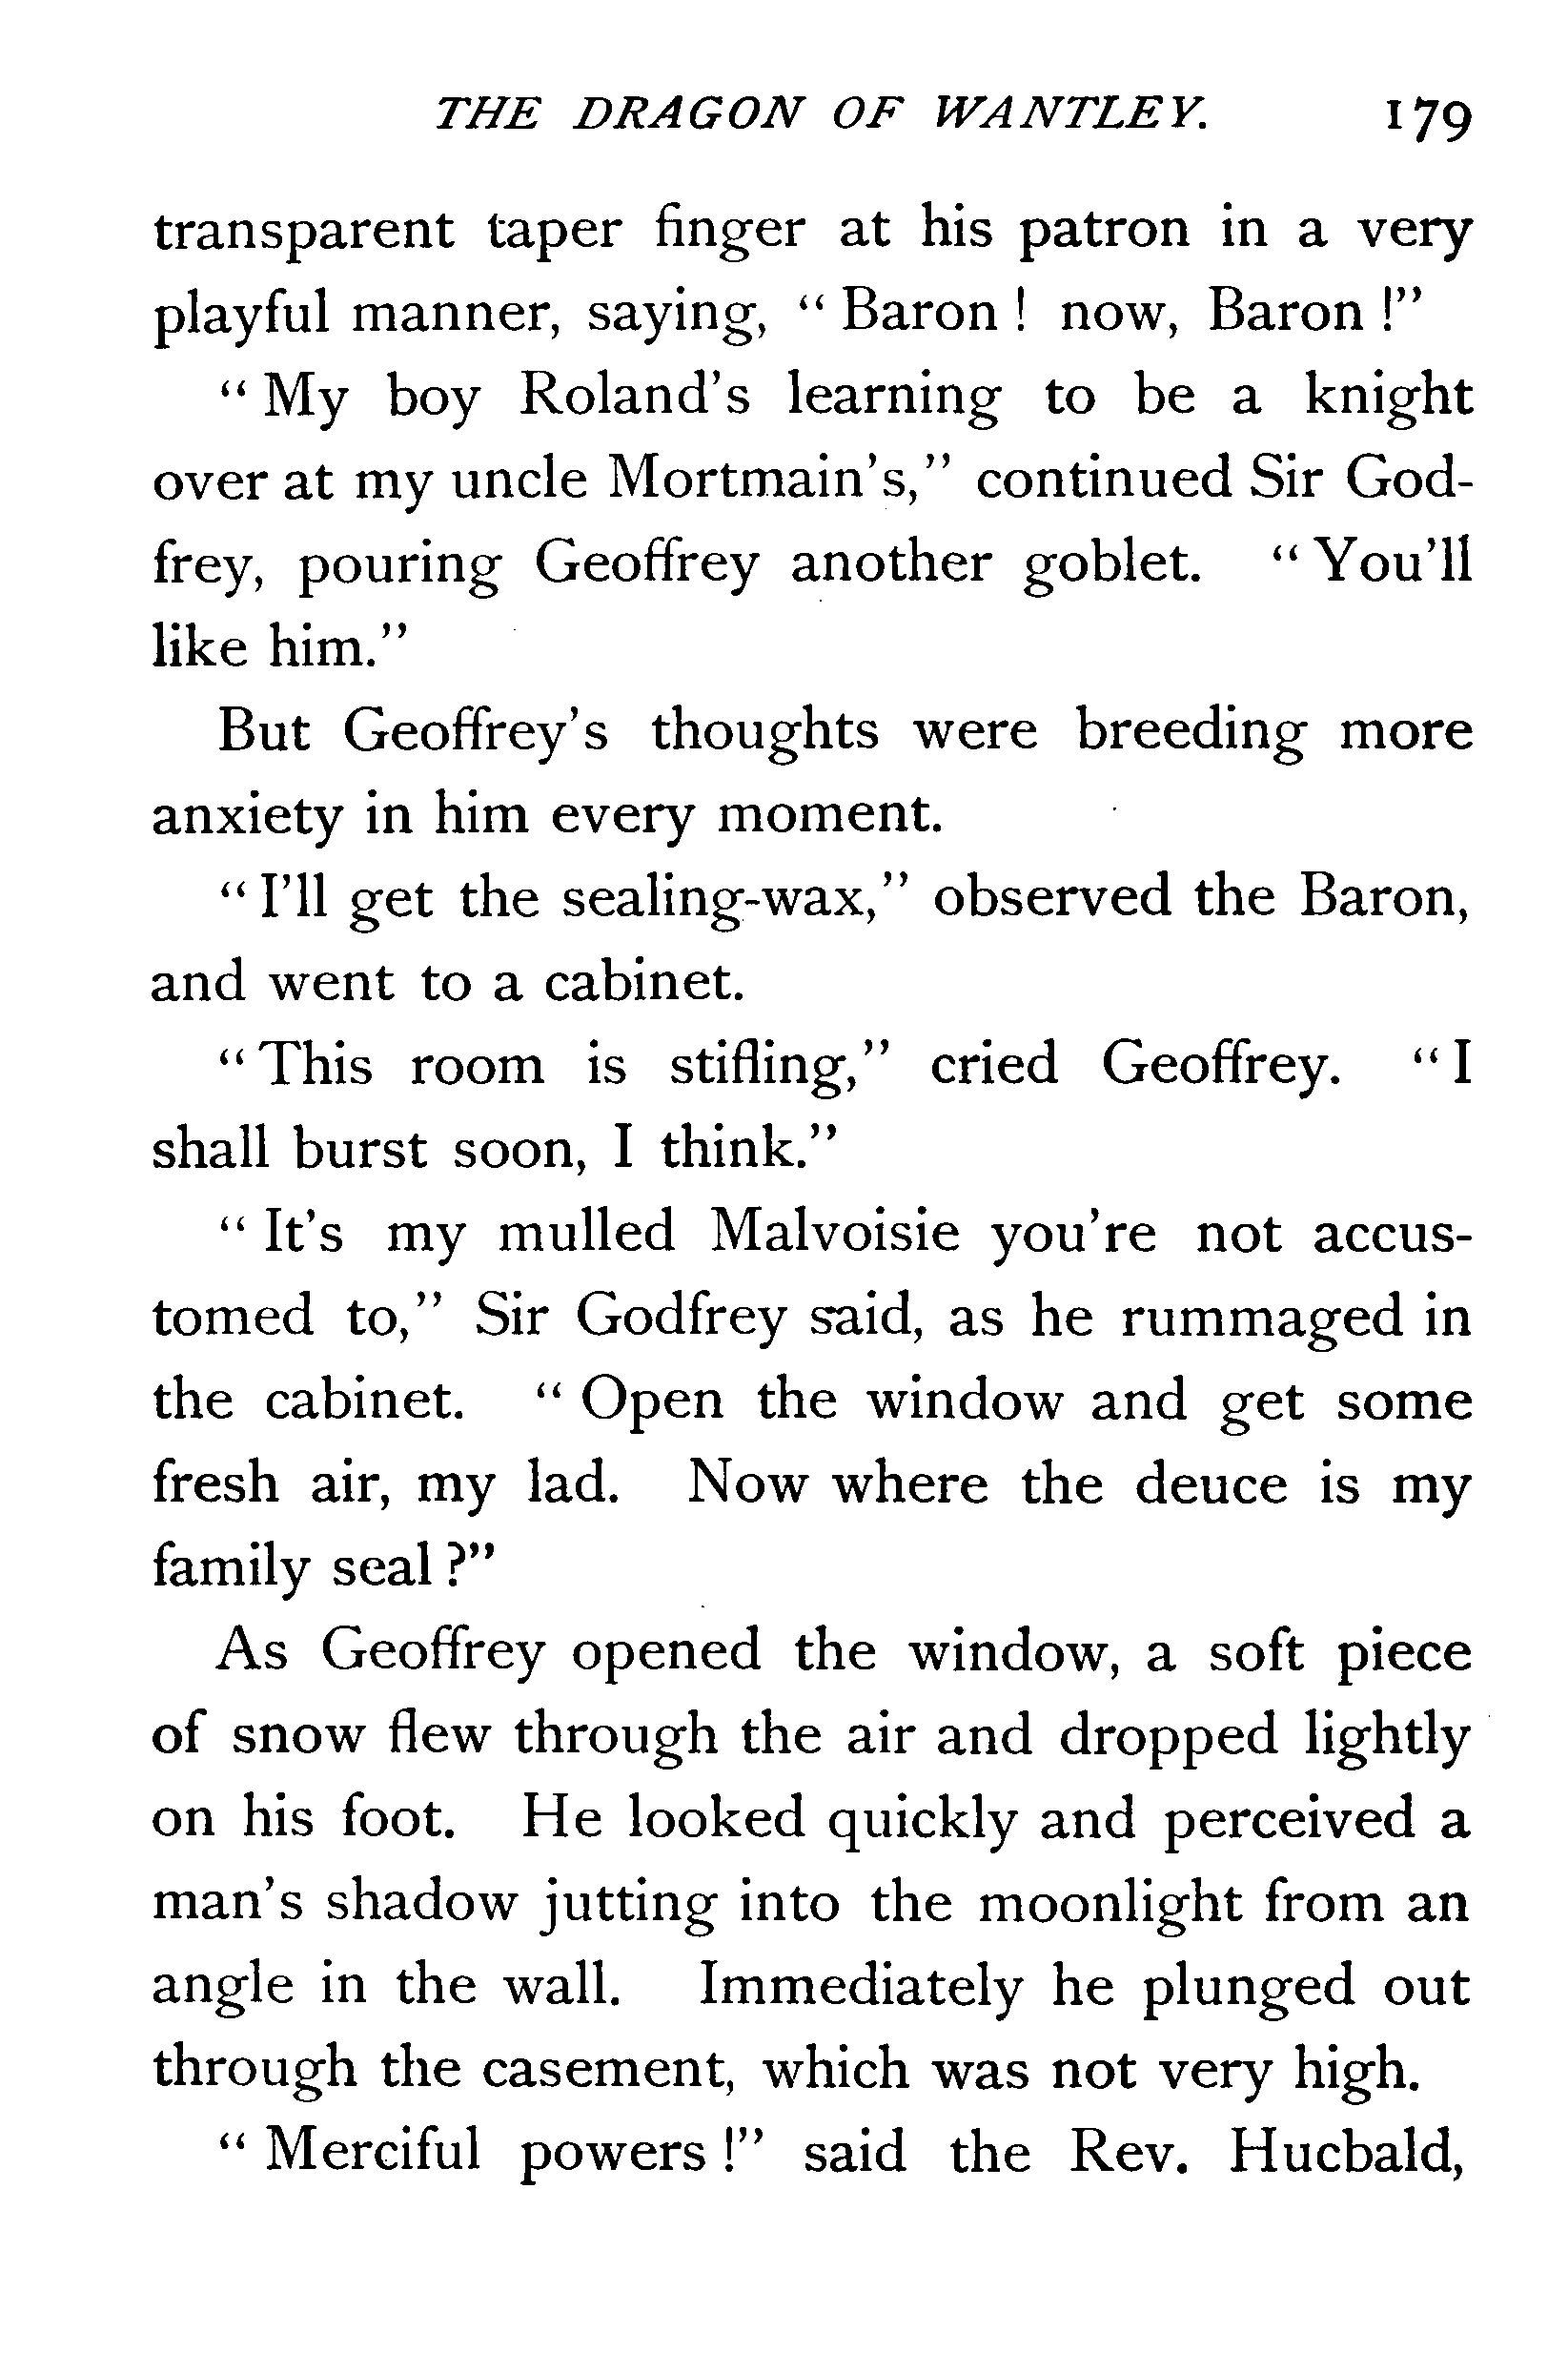 THE DRAGON OF WANTLEY. 179
transparent taper finger at his patron in a very
playful manner, saying, “ Baron ! now, Baron !”
“ My boy Roland’s learning to be a knight
over at my uncle Mortmain’s,” continued Sir God-
frey, pouring Geoffrey another goblet. “ You’ll
like him.”
But Geoffrey’s thoughts were breeding more
anxiety in him every moment.
“ I’ll get the sealing-wax,” observed the Baron,
and went to a cabinet.
“ This room is stifling,” cried Geoffrey. “ I
shall burst soon, I think.”
“ It’s my mulled Malvoisie you’re not accus-
tomed to,” Sir Godfrey said, as he rummaged in
the cabinet. “ Open the window and get some
fresh air, my lad. Now where the deuce is my
family seal ?”
As Geoffrey opened the window, a soft piece
of snow flew through the air and dropped lightly
on his foot. He looked quickly and perceived a
man’s shadow jutting into the moonlight from an
angle in the wall. Immediately he plunged out
through the casement, which was not very high.
“ Merciful powers !” said the Rev. Hucbald,